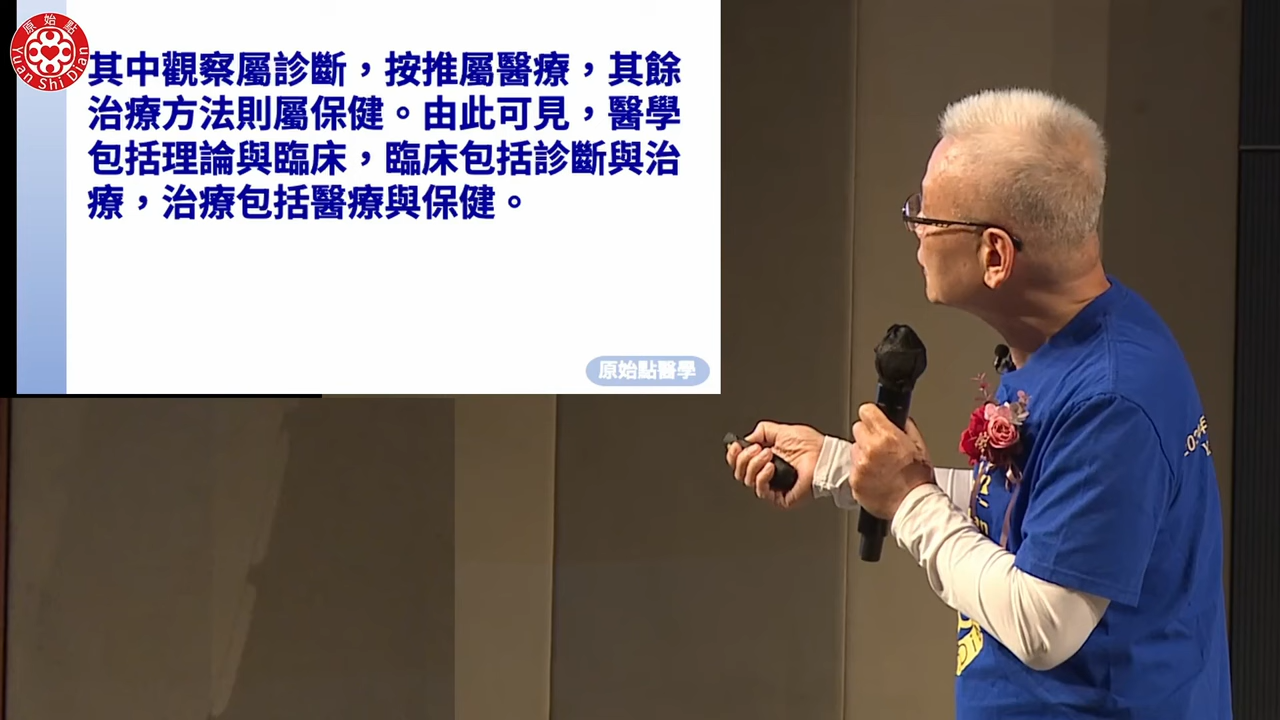 原始點
Yuan Shi Dian
其中觀察屬診斷，按推屬醫療，其餘
治療方法則屬保健。由此可見，醫學
包括理論與臨床，臨床包括診斷與治
療，治療包括醫療與保健。
原始點醫學